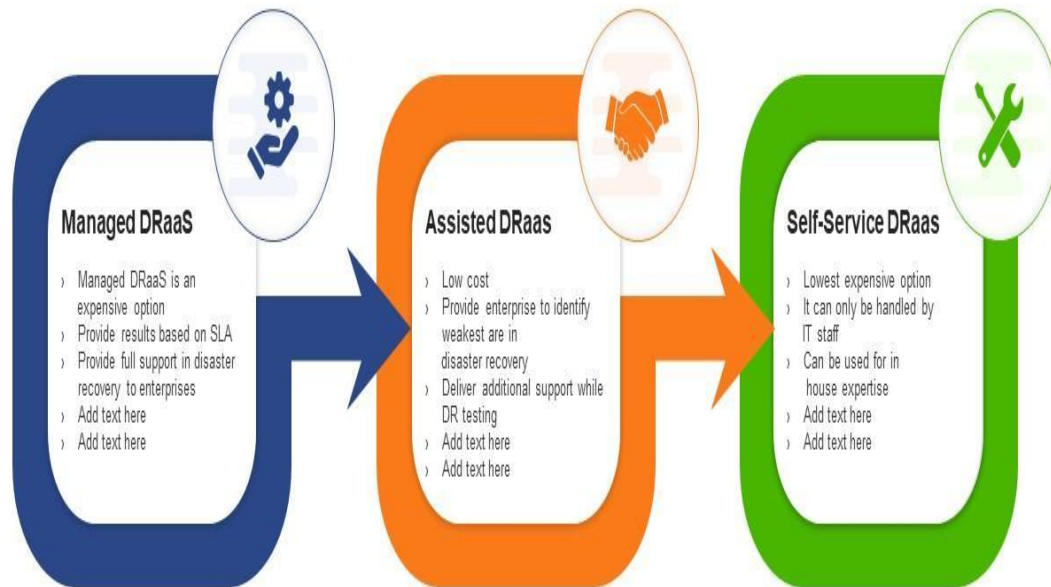 Managed DRaaS
› Managed DRaaS is an
expensive option
› Provide results based on SLA
› Provide full support in disaster
recovery to enterprises
› Add text here
› Add text here
Assisted DRaas
› Low cost
› Provide enterprise to identify
weakest are in
disaster recovery
› Deliver additional support while
DR testing
› Add text here
› Add text here
Self-Service DRaas
› Lowest expensive option
› It can only be handled by
IT staff
› Can be used for in
house expertise
› Add text here
› Add text here